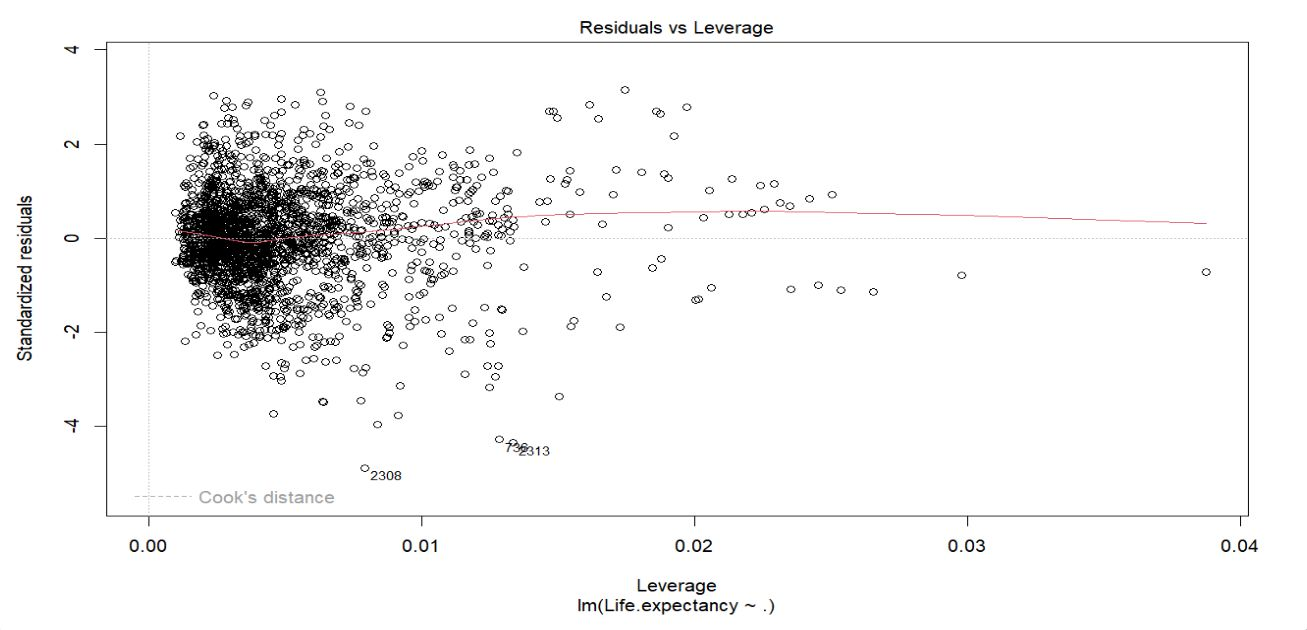 Residuals vs Leverage
Standardized residuals
4
2
0
-2
-4
736
2313
2308
Cook's distance
0.00 0.01 0.02 0.03 0.04
Leverage
lm(Life.expectancy ~ .)